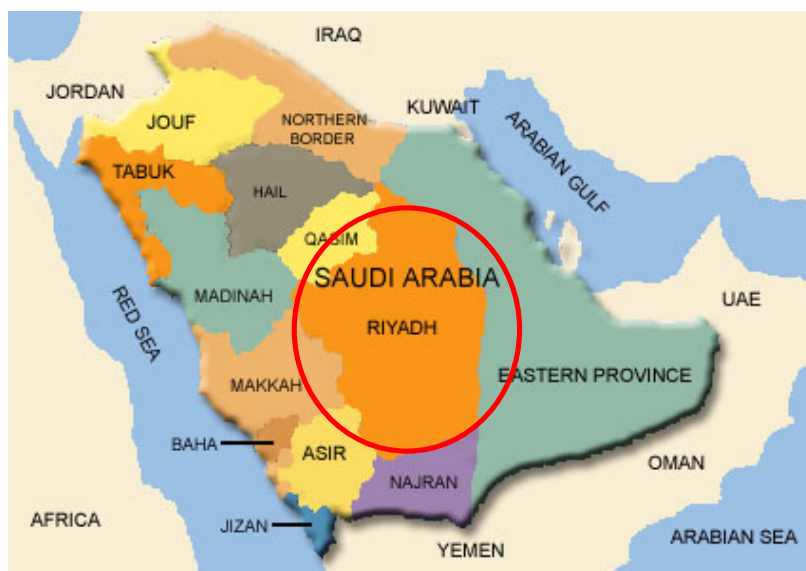 IRAQ
JORDAN
KUWAIT
JOUF
NORTHERN
BORDER
ARABIAN GULF
TABUK
HAIL
QASIM
SAUDI ARABIA
MADINAH
UAE
RED SEA
RIYADH
EASTERN PROVINCE
MAKKAH
BAHA
ASIR
OMAN
NAJRAN
AFRICA
JIZAN
ARABIAN SEA
YEMEN